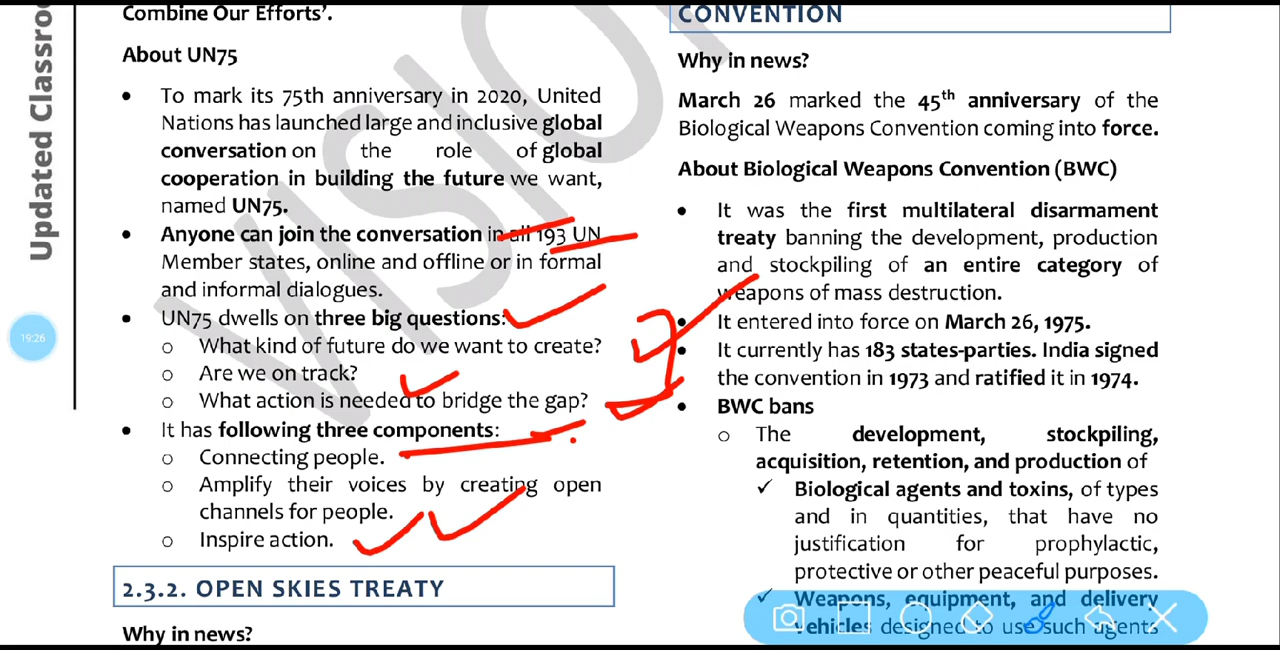 Updated Classroo
Combine Our Efforts'.
About UN75
• To mark its 75th anniversary in 2020, United
Nations has launched large and inclusive global
conversation on the role of global
cooperation in building the future we want,
named UN75.
• Anyone can join the conversation in all 193 UN
Member states, online and offline or in formal
and informal dialogues.
• UN75 dwells on three big questions:
o What kind of future do we want to create?
o Are we on track?
o What action is needed to bridge the gap?
• It has following three components:
o Connecting people.
o Amplify their voices by creating open
channels for people.
o Inspire action.
2.3.2. OPEN SKIES TREATY
Why in news?
CONVENTION
Why in news?
March 26 marked the 45th anniversary of the
Biological Weapons Convention coming into force.
About Biological Weapons Convention (BWC)
• It was the first multilateral disarmament
treaty banning the development, production
and stockpiling of an entire category of
weapons of mass destruction.
• It entered into force on March 26, 1975.
• It currently has 183 states-parties. India signed
the convention in 1973 and ratified it in 1974.
• BWC bans
o The development, stockpiling,
acquisition, retention, and production of
✓ Biological agents and toxins, of types
and in quantities, that have no
justification for prophylactic,
protective or other peaceful purposes.
✓ Weapons, equipment, and delivery
vehicles designed to use such agents
19:26
VISIO